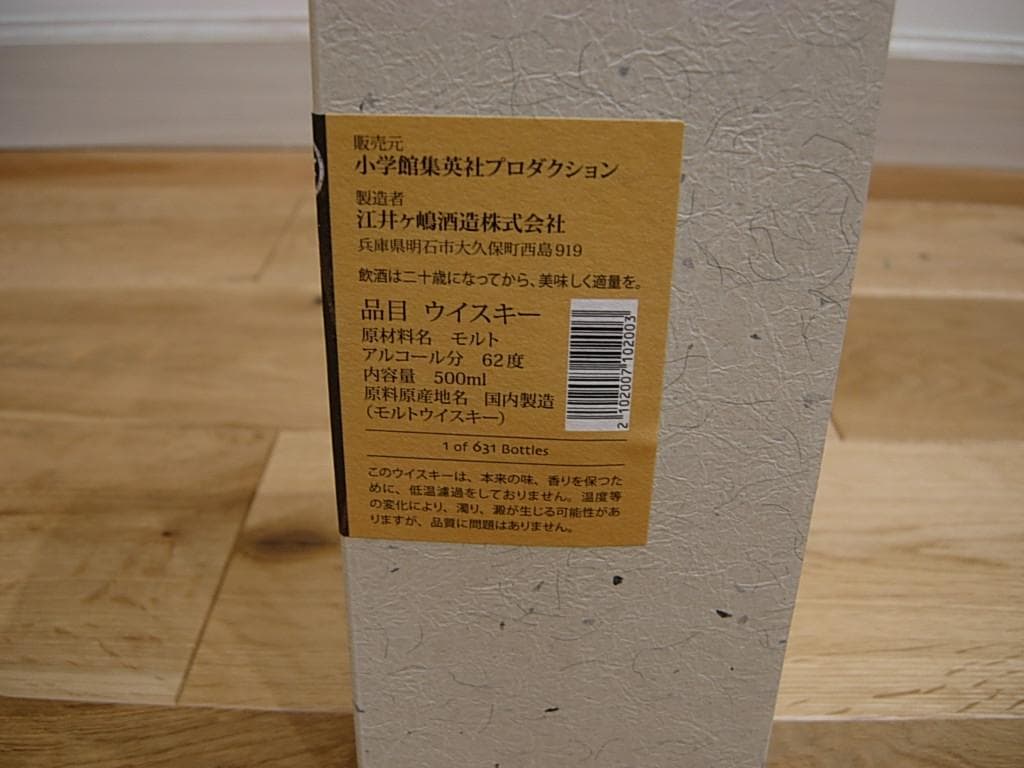 販売元
小学館集英社プロダクション
製造者
江井ヶ嶋酒造株式会社
兵庫県明石市大久保町西島919
飲酒は二十歳になってから、美味しく適量を。
品目 ウイスキー
原材料名 モルト
アルコール分 62度
内容量 500ml
原料原産地名 国内製造
（モルトウイスキー）
2 102007 102003
1 of 631 Bottles
このウイスキーは、本来の味、香りを保つた
めに、低温濾過をしておりません。温度等
の変化により、濁り、澱が生じる可能性があ
りますが、品質に問題はありません。